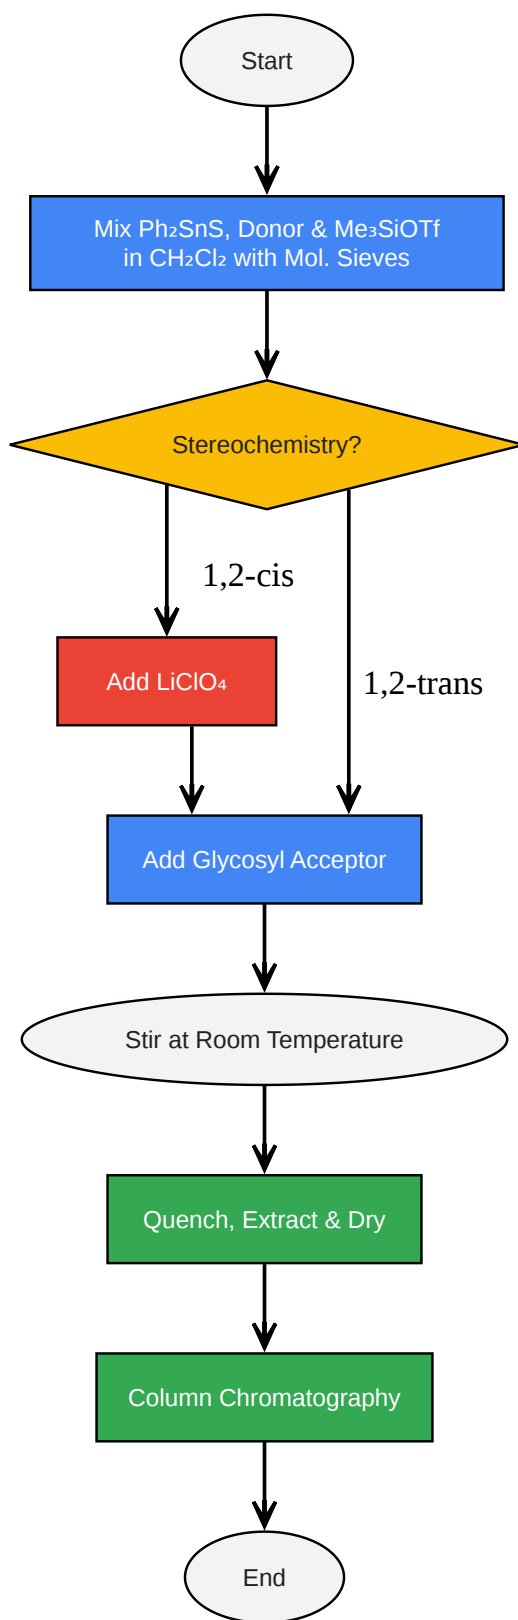 Start
Mix Ph₂SnS, Donor & Me₃SiOTf
in CH₂Cl₂ with Mol. Sieves
Stereochemistry?
1,2-cis
Add LiClO₄
1,2-trans
Add Glycosyl Acceptor
Stir at Room Temperature
Quench, Extract & Dry
Column Chromatography
End